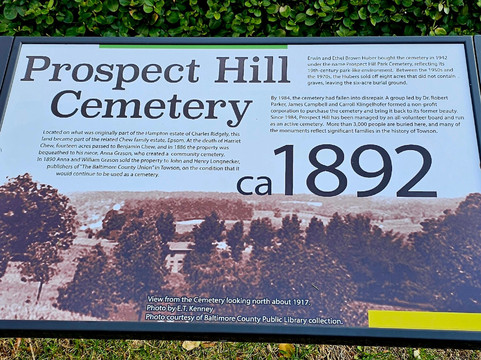 Prospect Hill
Cemetery
Located on what was originally part of the Hampton estate of Charles Ridgely, this
land became part of the related Chew family estate, Epsom. At the death of Harriet
Chew, fourteen acres passed to Benjamin Chew, and in 1886 the property was
bequeathed to his niece, Anna Grason, who created a community cemetery.
In 1890 Anna and William Grason sold the property to John and Henry Longnecker,
publishers of "The Baltimore County Union" in Towson, on the condition that it
would continue to be used as a cemetery.
Erwin and Ethel Brown Huber bought the cemetery in 1942
under the name Prospect Hill Park Cemetery, reflecting its
19th century park-like environment. Between the 1950s and
the 1970s, the Hubers sold off eight acres that did not contain
graves, leaving the existing six-acre burial ground.
By 1984, the cemetery had fallen into disrepair. A group led by Dr. Robert
Parker, James Campbell and Carroll Klingelhofer formed a non-profit
corporation to purchase the cemetery and bring it back to its former beauty.
Since 1984, Prospect Hill has been managed by an all-volunteer board and run
as an active cemetery. More than 3,000 people are buried here, and many of
the monuments reflect significant families in the history of Towson.
ca1892
View from the Cemetery looking north about 1917.
Photo by E.T. Kenney.
Photo courtesy of Baltimore County Public Library collection.